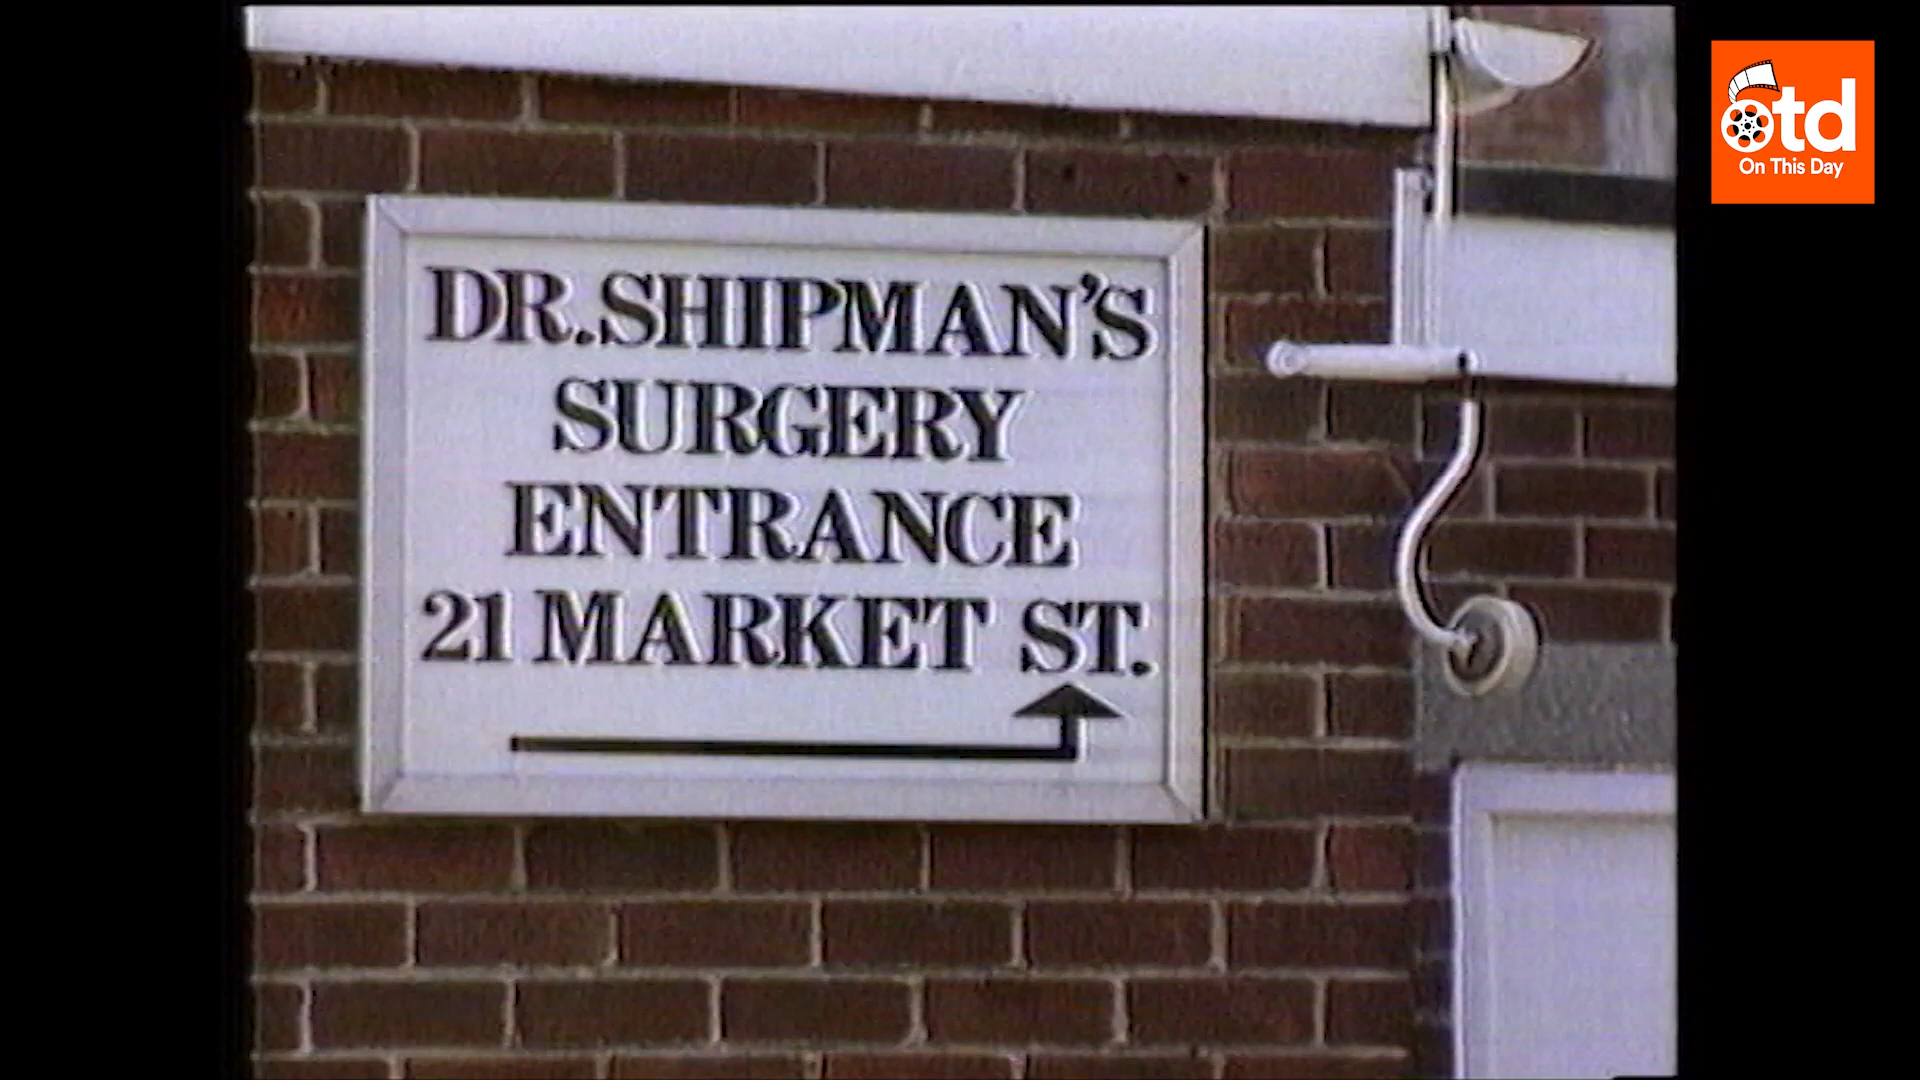 DR.SHIPMAN'S
SURGERY
ENTRANCE
21 MARKET ST.
otd
On This Day